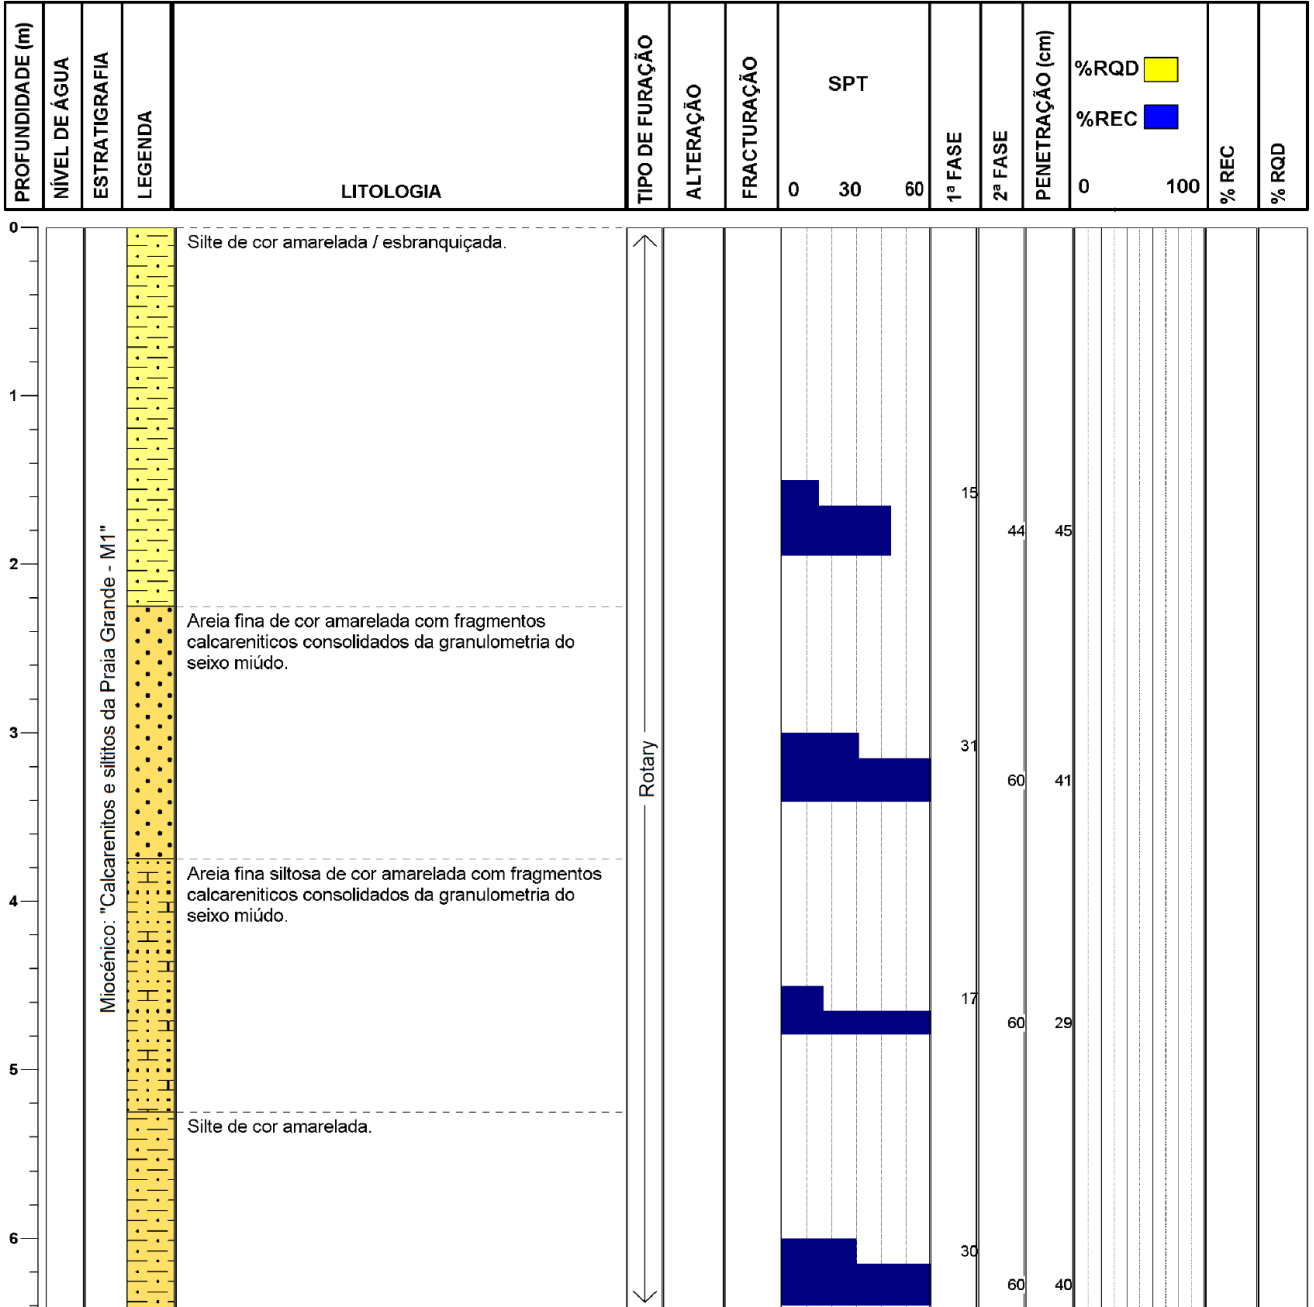 PROFUNDIDADE (m)
NÍVEL DE ÁGUA
ESTRATIGRAFIA
LEGENDA
LITOLOGIA
TIPO DE FURAÇÃO
ALTERAÇÃO
FRACTURAÇÃO
SPT
0 30 60
1ª FASE
2ª FASE
PENETRAÇÃO (cm)
%RQD
%REC
0 100
% REC
% RQD
0
Silte de cor amarelada / esbranquiçada.
1
15
44 45
2
Miocénico: "Calcarenitos e siltitos da Praia Grande - M1"
Areia fina de cor amarelada com fragmentos
calcareniticos consolidados da granulometria do
seixo miúdo.
3
Rotary
31
60 41
Areia fina siltosa de cor amarelada com fragmentos
calcareniticos consolidados da granulometria do
seixo miúdo.
4
17
60 29
5
Silte de cor amarelada.
6
30
60 40